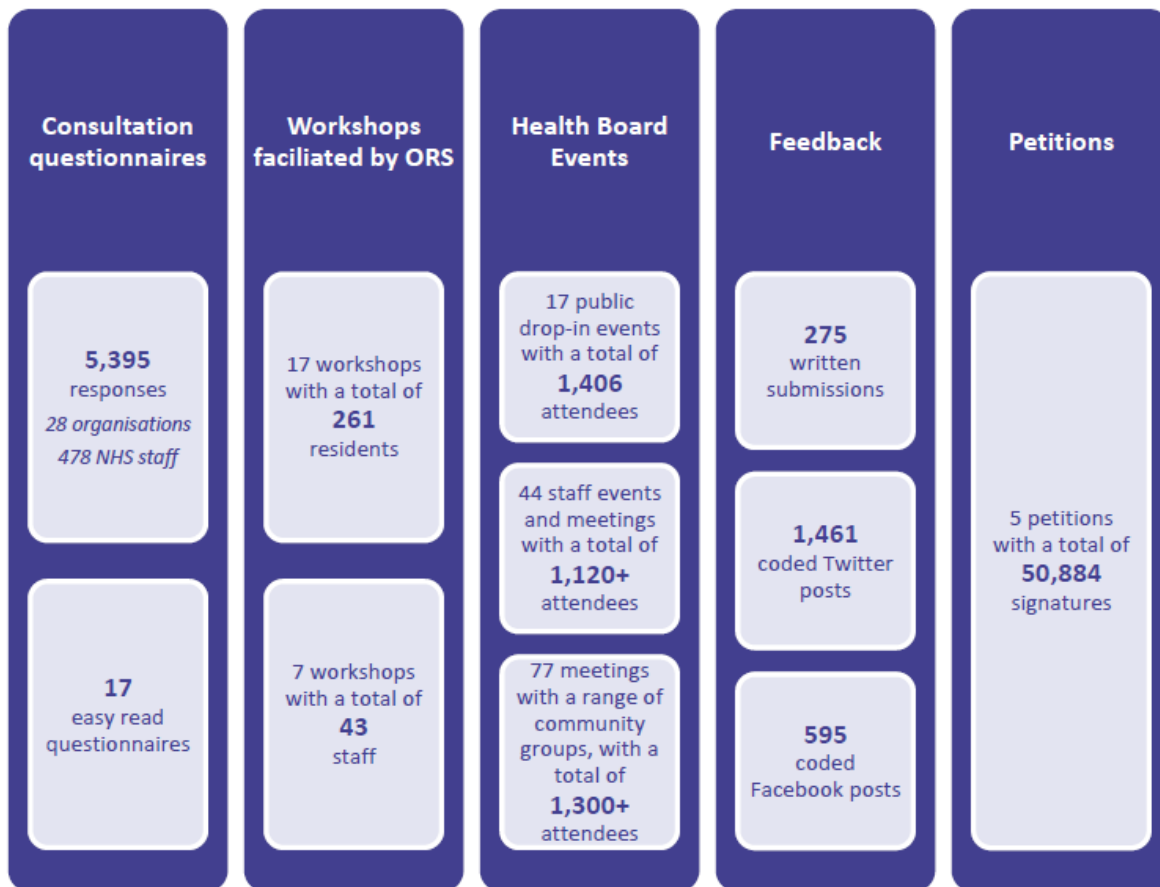 Consultation
questionnaires
5,395
responses
28 organisations
478 NHS staff
17
easy read
questionnaires
Workshops
faciliated by ORS
17 workshops
with a total of
261
residents
7 workshops
with a total of
43
staff
Health Board
Events
17 public
drop-in events
with a total of
1,406
attendees
44 staff events
and meetings
with a total of
1,120+
attendees
77 meetings
with a range of
community
groups, with a
total of
1,300+
attendees
Feedback
275
written
submissions
1,461
coded Twitter
posts
595
coded
Facebook posts
Petitions
5 petitions
with a total of
50,884
signatures